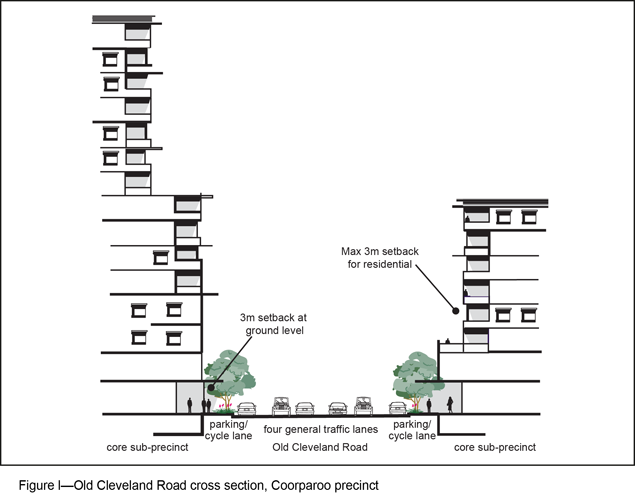 Max 3m setback
for residential
3m setback at
ground level
parking/
cycle lane
four general traffic lanes
parking/
cycle lane
core sub-precinct
Old Cleveland Road
core sub-precinct
Figure I—Old Cleveland Road cross section, Coorparoo precinct